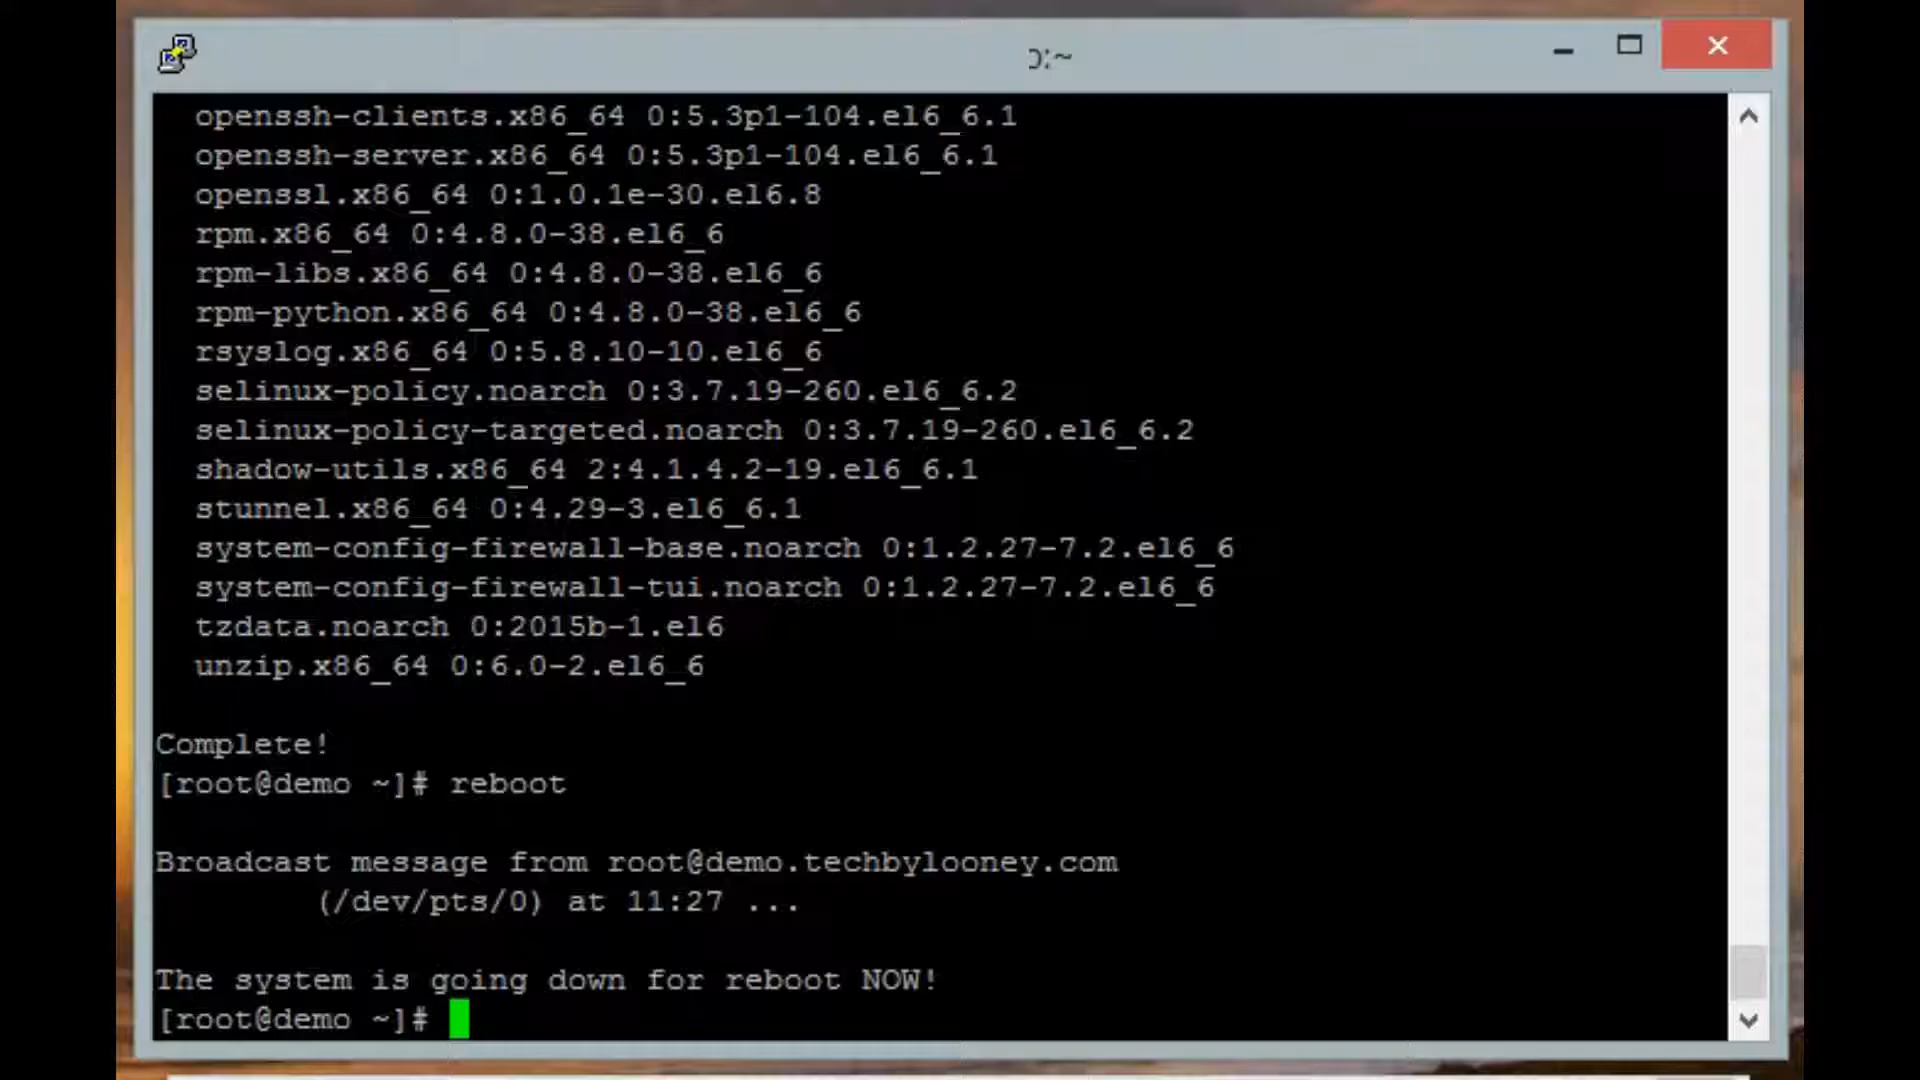 :~
openssh-clients.x86_64 0:5.3p1-104.el6_6.1
openssh-server.x86_64 0:5.3p1-104.el6_6.1
openssl.x86_64 0:1.0.1e-30.el6.8
rpm.x86_64 0:4.8.0-38.el6_6
rpm-libs.x86_64 0:4.8.0-38.el6_6
rpm-python.x86_64 0:4.8.0-38.el6_6
rsyslog.x86_64 0:5.8.10-10.el6_6
selinux-policy.noarch 0:3.7.19-260.el6_6.2
selinux-policy-targeted.noarch 0:3.7.19-260.el6_6.2
shadow-utils.x86_64 2:4.1.4.2-19.el6_6.1
stunnel.x86_64 0:4.29-3.el6_6.1
system-config-firewall-base.noarch 0:1.2.27-7.2.el6_6
system-config-firewall-tui.noarch 0:1.2.27-7.2.el6_6
tzdata.noarch 0:2015b-1.el6
unzip.x86_64 0:6.0-2.el6_6
Complete!
[root@demo ~]# reboot
Broadcast message from root@demo.techbylooney.com
(/dev/pts/0) at 11:27 ...
The system is going down for reboot NOW!
[root@demo ~]#